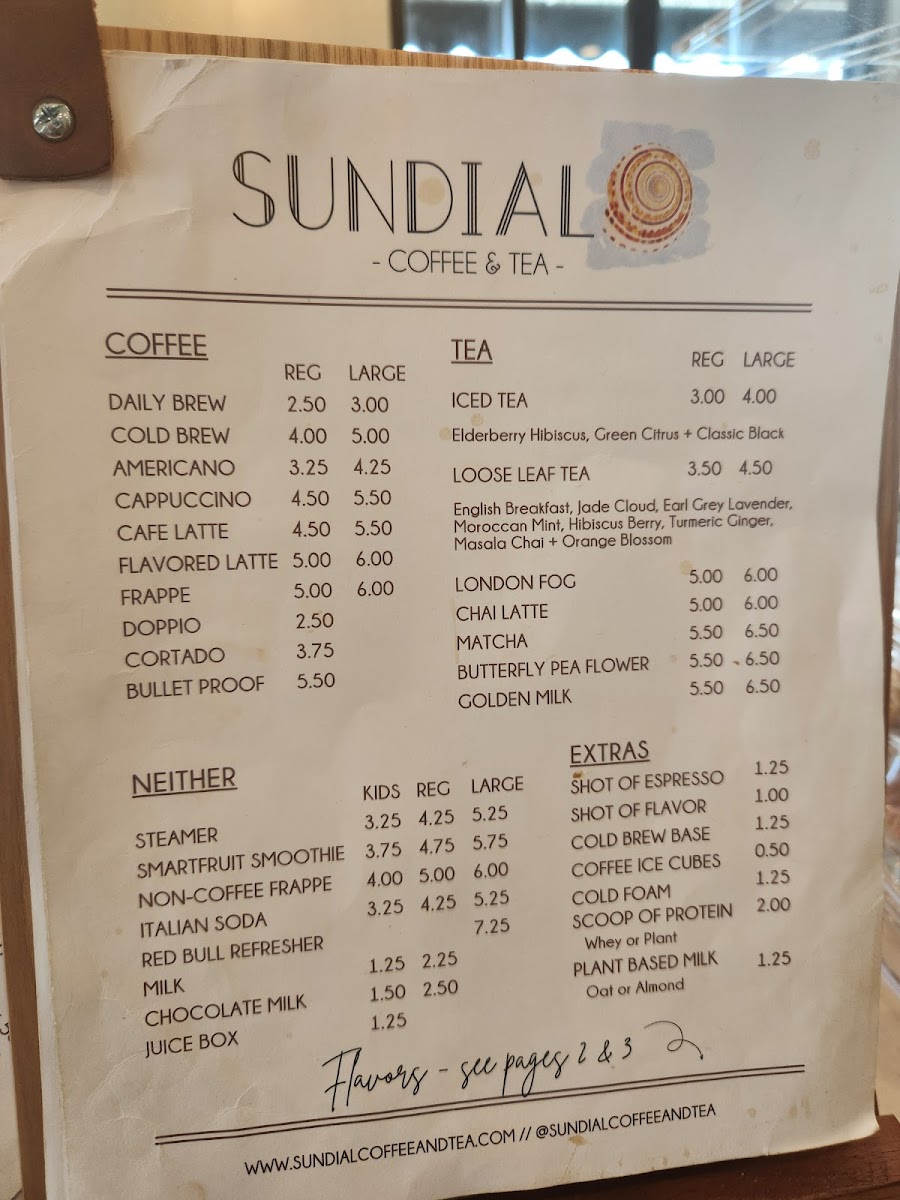 SUNDIAL
- COFFEE & TEA -
COFFEE
REG LARGE
DAILY BREW 2.50 3.00
COLD BREW 4.00 5.00
AMERICANO 3.25 4.25
CAPPUCCINO 4.50 5.50
CAFE LATTE 4.50 5.50
FLAVORED LATTE 5.00 6.00
FRAPPE 5.00 6.00
DOPPIO 2.50
CORTADO 3.75
BULLET PROOF 5.50
TEA
REG LARGE
ICED TEA 3.00 4.00
Elderberry Hibiscus, Green Citrus + Classic Black
LOOSE LEAF TEA 3.50 4.50
English Breakfast, Jade Cloud, Earl Grey Lavender,
Moroccan Mint, Hibiscus Berry, Turmeric Ginger,
Masala Chai + Orange Blossom
LONDON FOG 5.00 6.00
CHAI LATTE 5.00 6.00
MATCHA 5.50 6.50
BUTTERFLY PEA FLOWER 5.50 6.50
GOLDEN MILK 5.50 6.50
NEITHER
KIDS REG LARGE
STEAMER 3.25 4.25 5.25
SMARTFRUIT SMOOTHIE 3.75 4.75 5.75
NON-COFFEE FRAPPE 4.00 5.00 6.00
ITALIAN SODA 3.25 4.25 5.25
RED BULL REFRESHER 7.25
MILK 1.25 2.25
CHOCOLATE MILK 1.50 2.50
JUICE BOX 1.25
EXTRAS
SHOT OF ESPRESSO 1.25
SHOT OF FLAVOR 1.00
COLD BREW BASE 1.25
COFFEE ICE CUBES 0.50
COLD FOAM 1.25
SCOOP OF PROTEIN 2.00
Whey or Plant
PLANT BASED MILK 1.25
Oat or Almond
Flavors - see pages 2 & 3
WWW.SUNDIALCOFFEEANDTEA.COM // @SUNDIALCOFFEEANDTEA